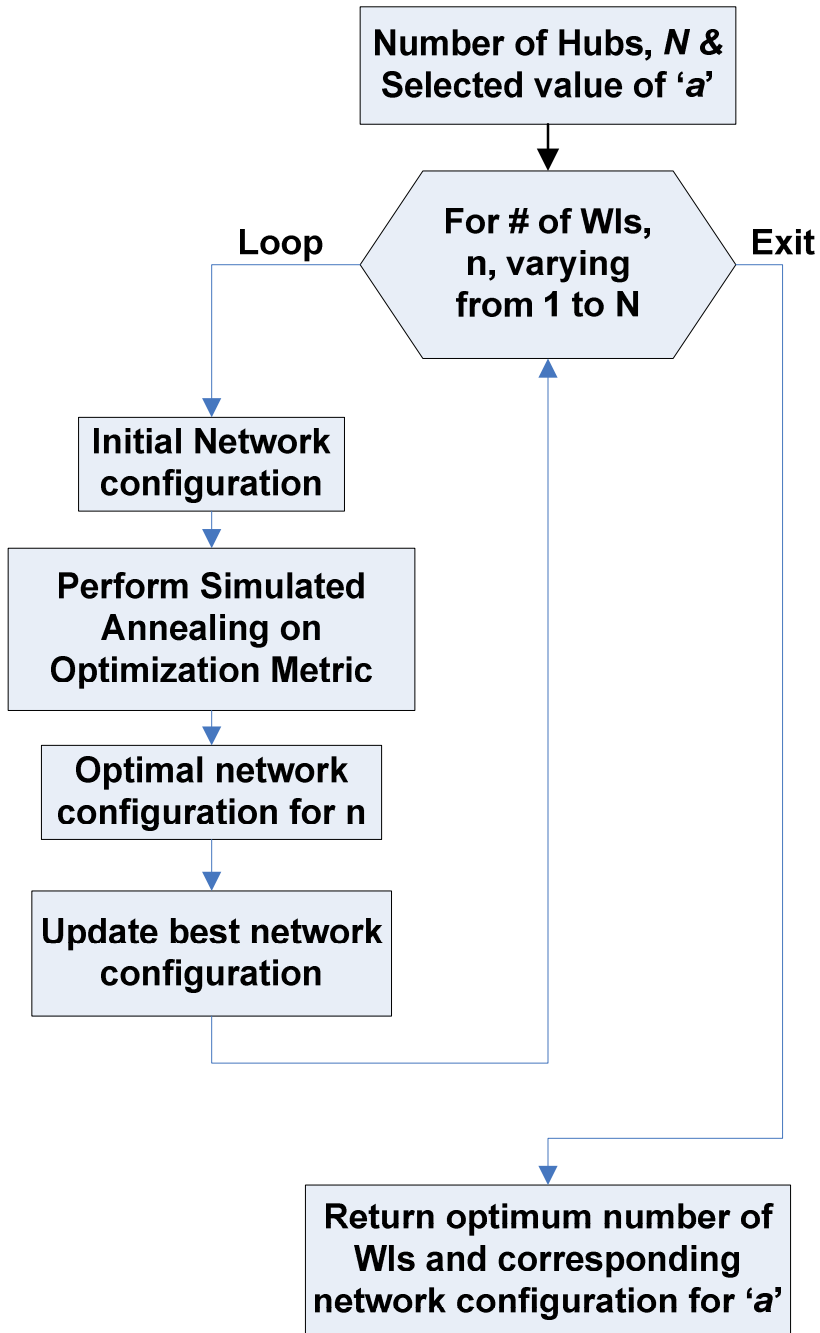 Number of Hubs, N &
Selected value of ‘a’
For # of WIs,
n, varying
from 1 to N
Loop
Exit
Initial Network
configuration
Perform Simulated
Annealing on
Optimization Metric
Optimal network
configuration for n
Update best network
configuration
Return optimum number of
WIs and corresponding
network configuration for ‘a’